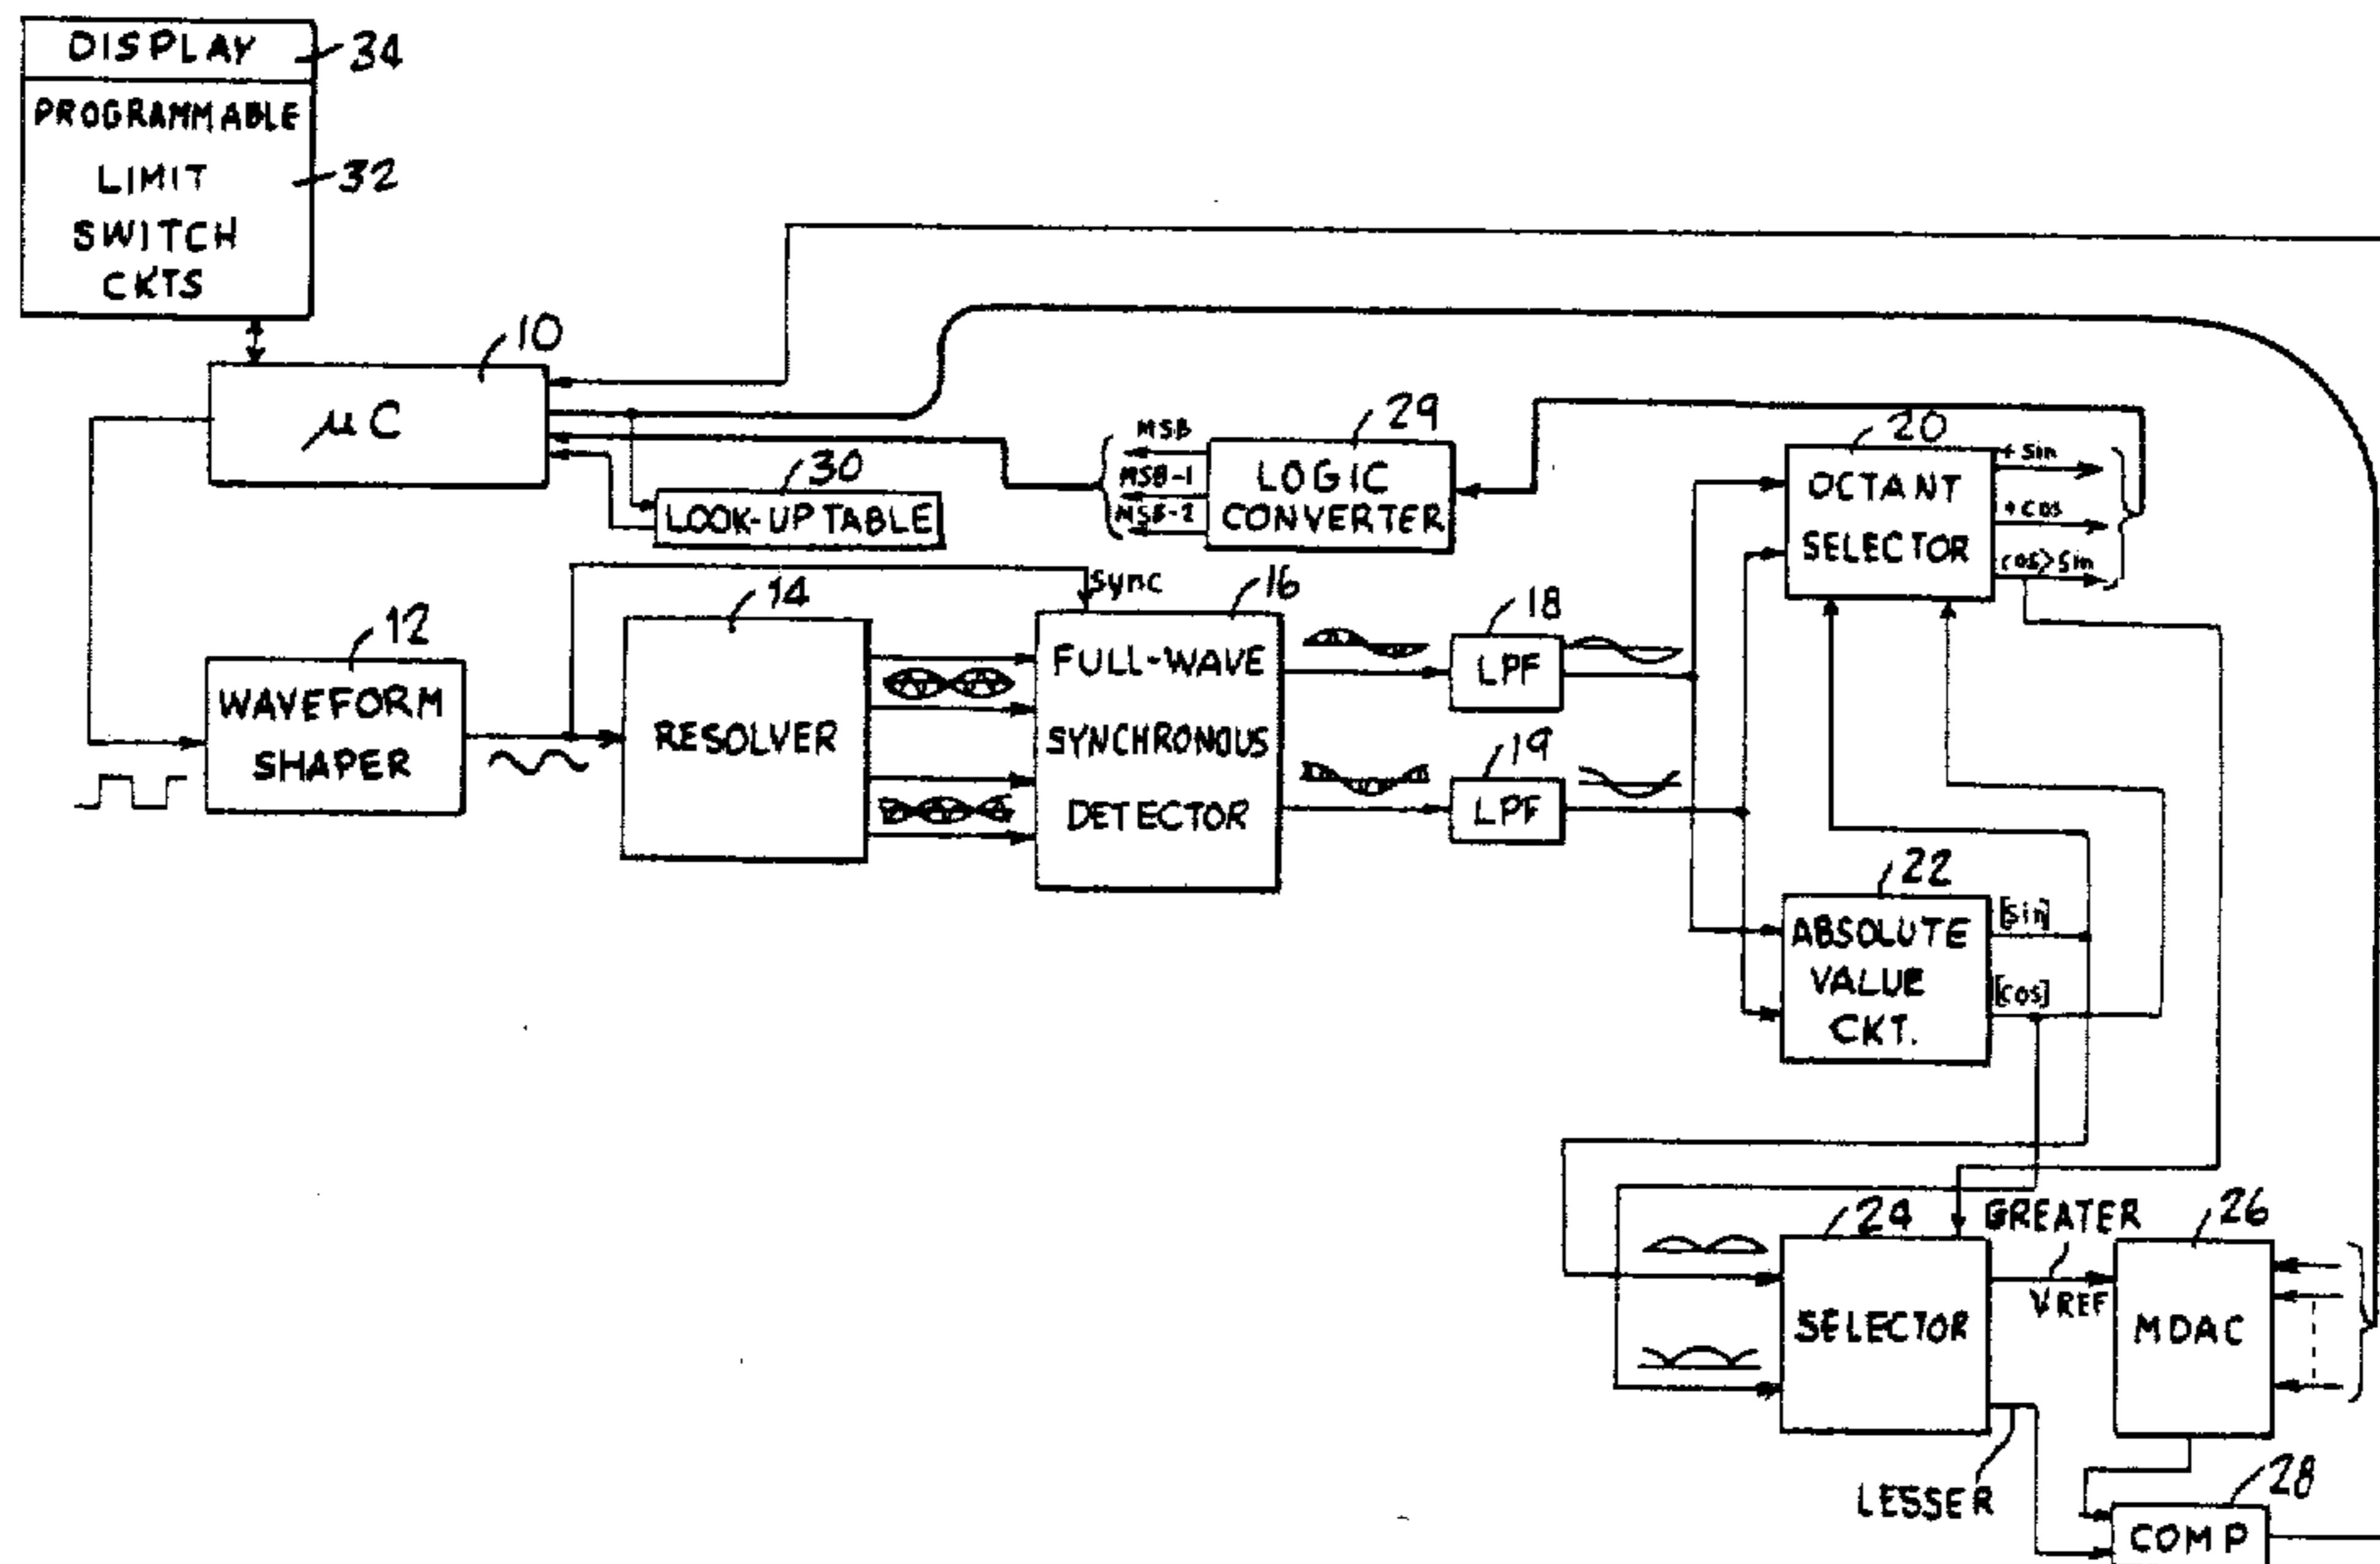 DISPLAY
34
PROGRAMMABLE
LIMIT
SWITCH
CKTS
32
10
μC
30
LOOK-UP TABLE
MSB
MSB-1
MSB-2
29
LOGIC
CONVERTER
20
OCTANT
SELECTOR
+ Sin
+ cos
cos>Sin
12
WAVEFORM
SHAPER
14
RESOLVER
Sync
16
FULL-WAVE
SYNCHRONOUS
DETECTOR
18
LPF
19
LPF
22
ABSOLUTE
VALUE
CKT.
[Sin]
[cos]
24
SELECTOR
GREATER
VREF
26
MDAC
LESSER
28
COMP